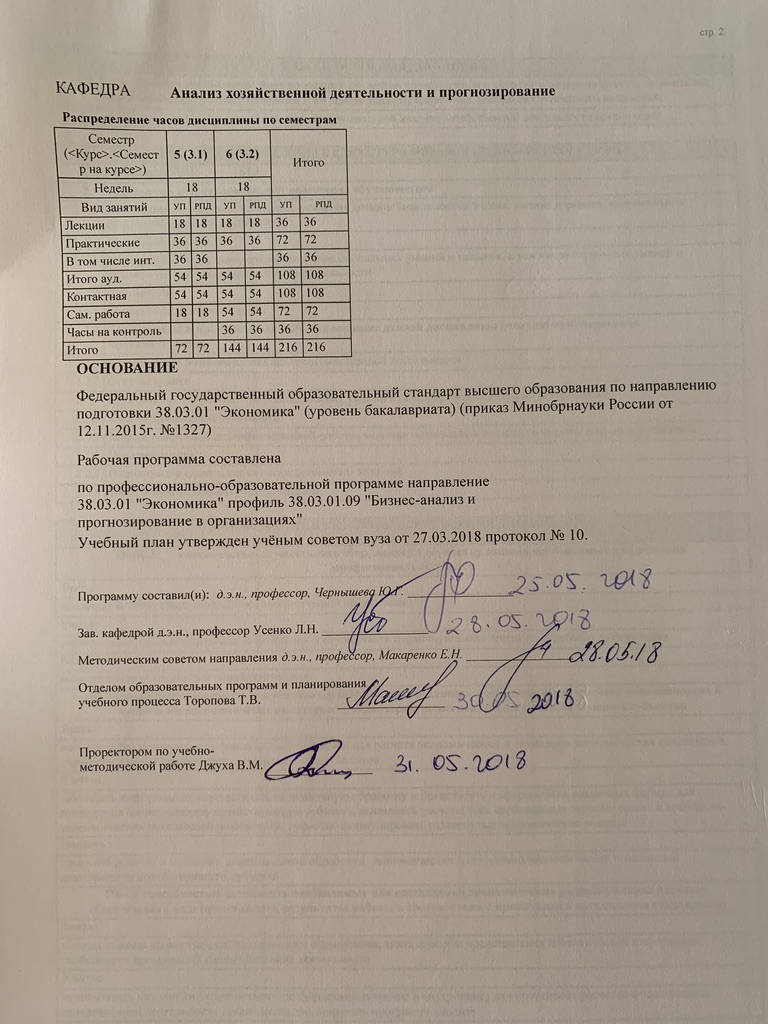 стр. 2
КАФЕДРА Анализ хозяйственной деятельности и прогнозирование
Распределение часов дисциплины по семестрам
Семестр
(<Курс>.<Семест
р на курсе>) 5 (3.1) 6 (3.2) Итого
Недель 18 18
Вид занятий УП РПД УП РПД УП РПД
Лекции 18 18 18 18 36 36
Практические 36 36 36 36 72 72
В том числе инт. 36 36 36 36
Итого ауд. 54 54 54 54 108 108
Контактная 54 54 54 54 108 108
Сам. работа 18 18 54 54 72 72
Часы на контроль 36 36 36 36
Итого 72 72 144 144 216 216
ОСНОВАНИЕ
Федеральный государственный образовательный стандарт высшего образования по направлению
подготовки 38.03.01 "Экономика" (уровень бакалавриата) (приказ Минобрнауки России от
12.11.2015г. №1327)
Рабочая программа составлена
по профессионально-образовательной программе направление
38.03.01 "Экономика" профиль 38.03.01.09 "Бизнес-анализ и
прогнозирование в организациях"
Учебный план утвержден учёным советом вуза от 27.03.2018 протокол № 10.
Программу составил(и): д.э.н., профессор, Чернышева Ю.Г. 25.05. 2018
Зав. кафедрой д.э.н., профессор Усенко Л.Н. 28.05.2018
Методическим советом направления д.э.н., профессор, Макаренко Е.Н. 28.05.18
Отделом образовательных программ и планирования
учебного процесса Торопова Т.В. 30.05 2018
Проректором по учебно-
методической работе Джуха В.М. 31. 05.2018